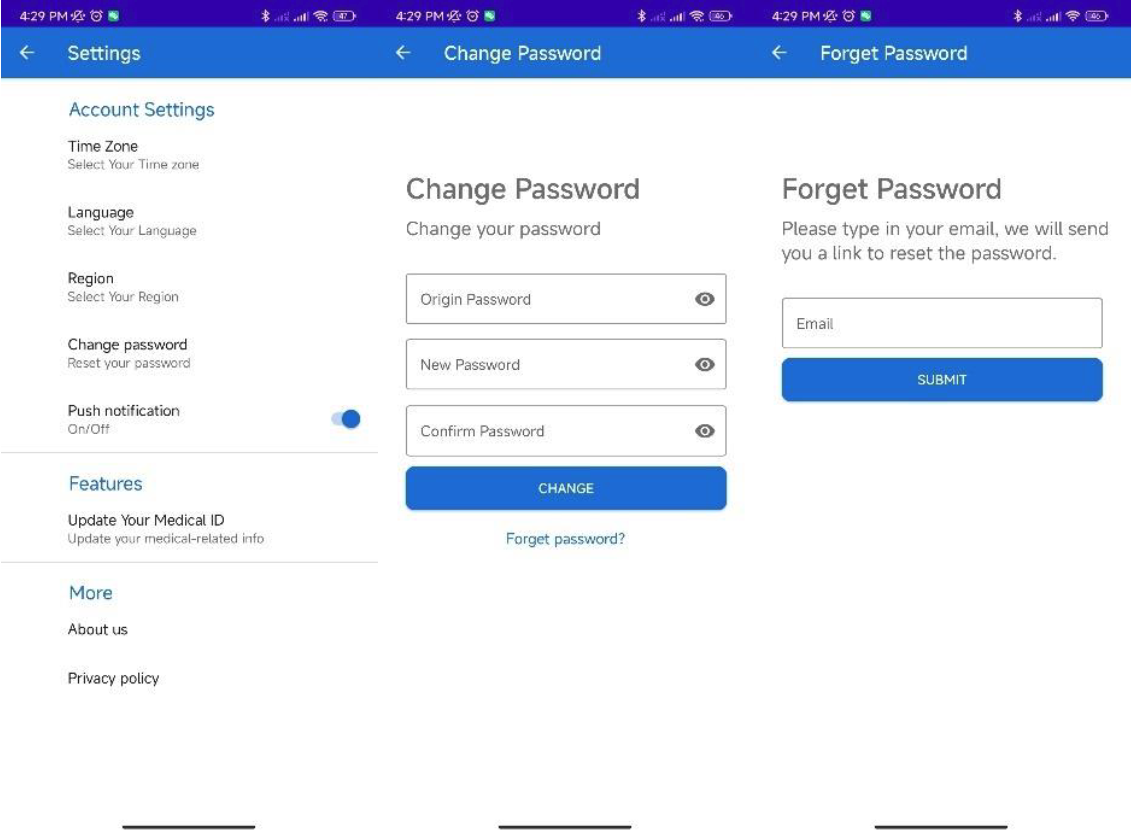 4:29 PM
47
Settings
Account Settings
Time Zone
Select Your Time zone
Language
Select Your Language
Region
Select Your Region
Change password
Reset your password
Push notification
On/Off
Features
Update Your Medical ID
Update your medical-related info
More
About us
Privacy policy
4:29 PM
46
Change Password
Change Password
Change your password
Origin Password
New Password
Confirm Password
CHANGE
Forget password?
4:29 PM
46
Forget Password
Forget Password
Please type in your email, we will send
you a link to reset the password.
Email
SUBMIT